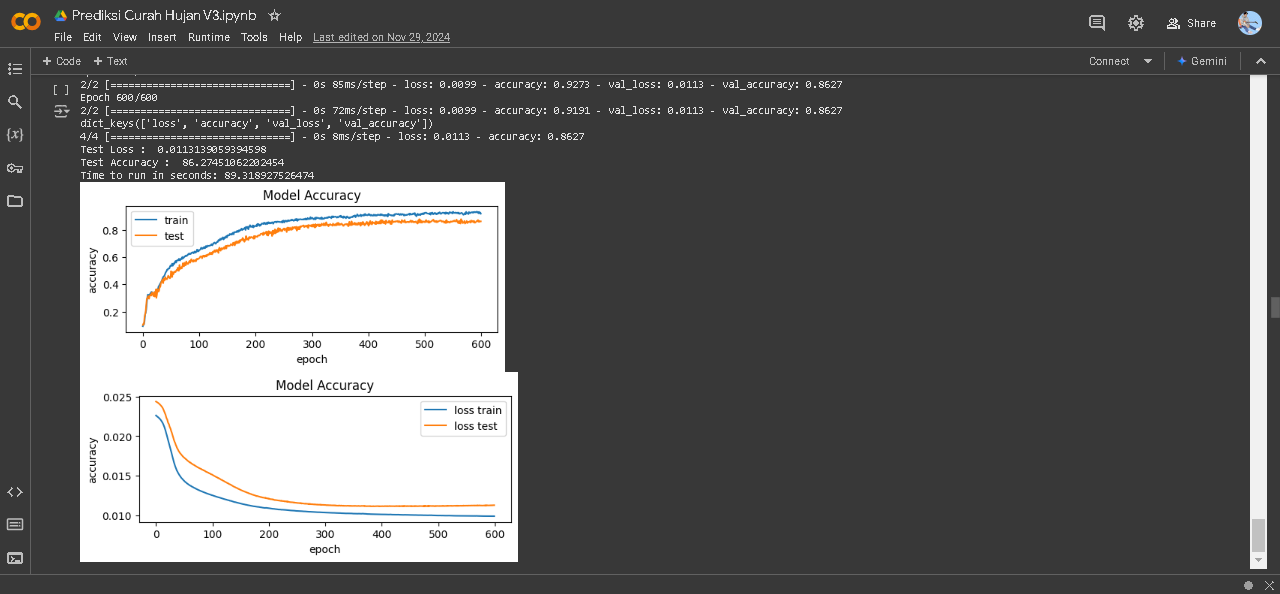 Prediksi Curah Hujan V3.ipynb
File Edit View Insert Runtime Tools Help Last edited on Nov 29, 2024
Share
+ Code + Text
Connect
Gemini
2/2 [==============================] - 0s 85ms/step - loss: 0.0099 - accuracy: 0.9273 - val_loss: 0.0113 - val_accuracy: 0.8627
[ ]
Epoch 600/600
2/2 [==============================] - 0s 72ms/step - loss: 0.0099 - accuracy: 0.9191 - val_loss: 0.0113 - val_accuracy: 0.8627
dict_keys(['loss', 'accuracy', 'val_loss', 'val_accuracy'])
4/4 [==============================] - 0s 8ms/step - loss: 0.0113 - accuracy: 0.8627
Test Loss : 0.0113139059394598
Test Accuracy : 86.27451062202454
Time to run in seconds: 89.318927526474
Model Accuracy
train
test
accuracy
0.8
0.6
0.4
0.2
0 100 200 300 400 500 600
epoch
Model Accuracy
loss train
loss test
accuracy
0.025
0.020
0.015
0.010
0 100 200 300 400 500 600
epoch